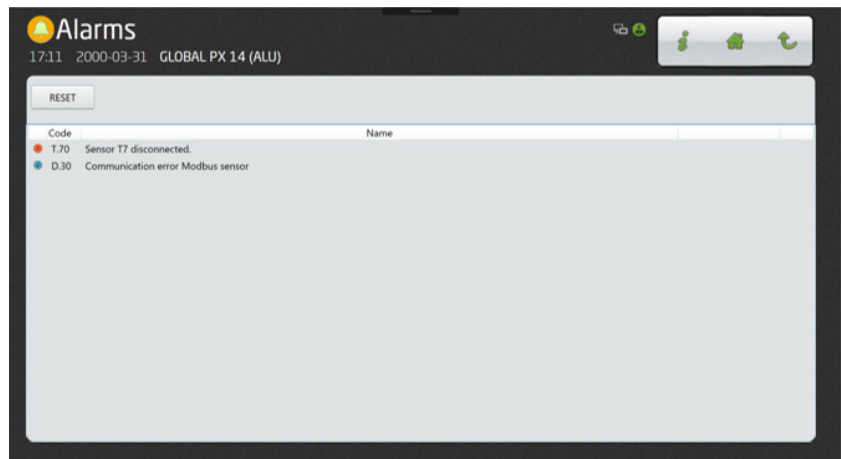 Alarms
17:11 2000-03-31 GLOBAL PX 14 (ALU)
RESET
Code Name
T.70 Sensor T7 disconnected.
D.30 Communication error Modbus sensor